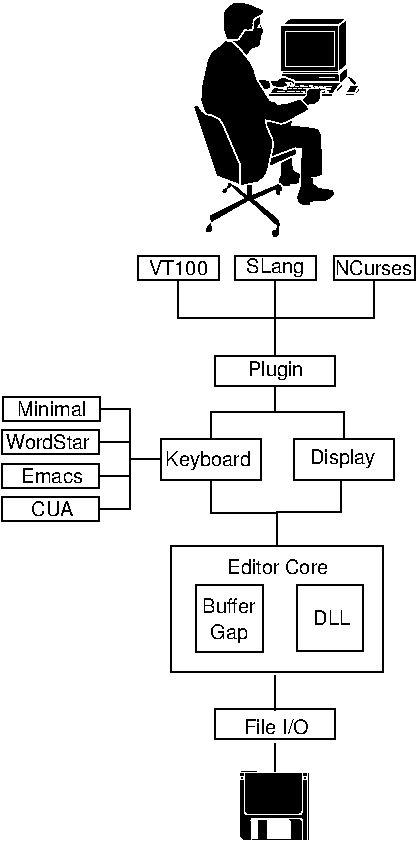 VT100
SLang
NCurses
Plugin
Minimal
WordStar
Emacs
CUA
Keyboard
Display
Editor Core
Buffer
Gap
DLL
File I/O